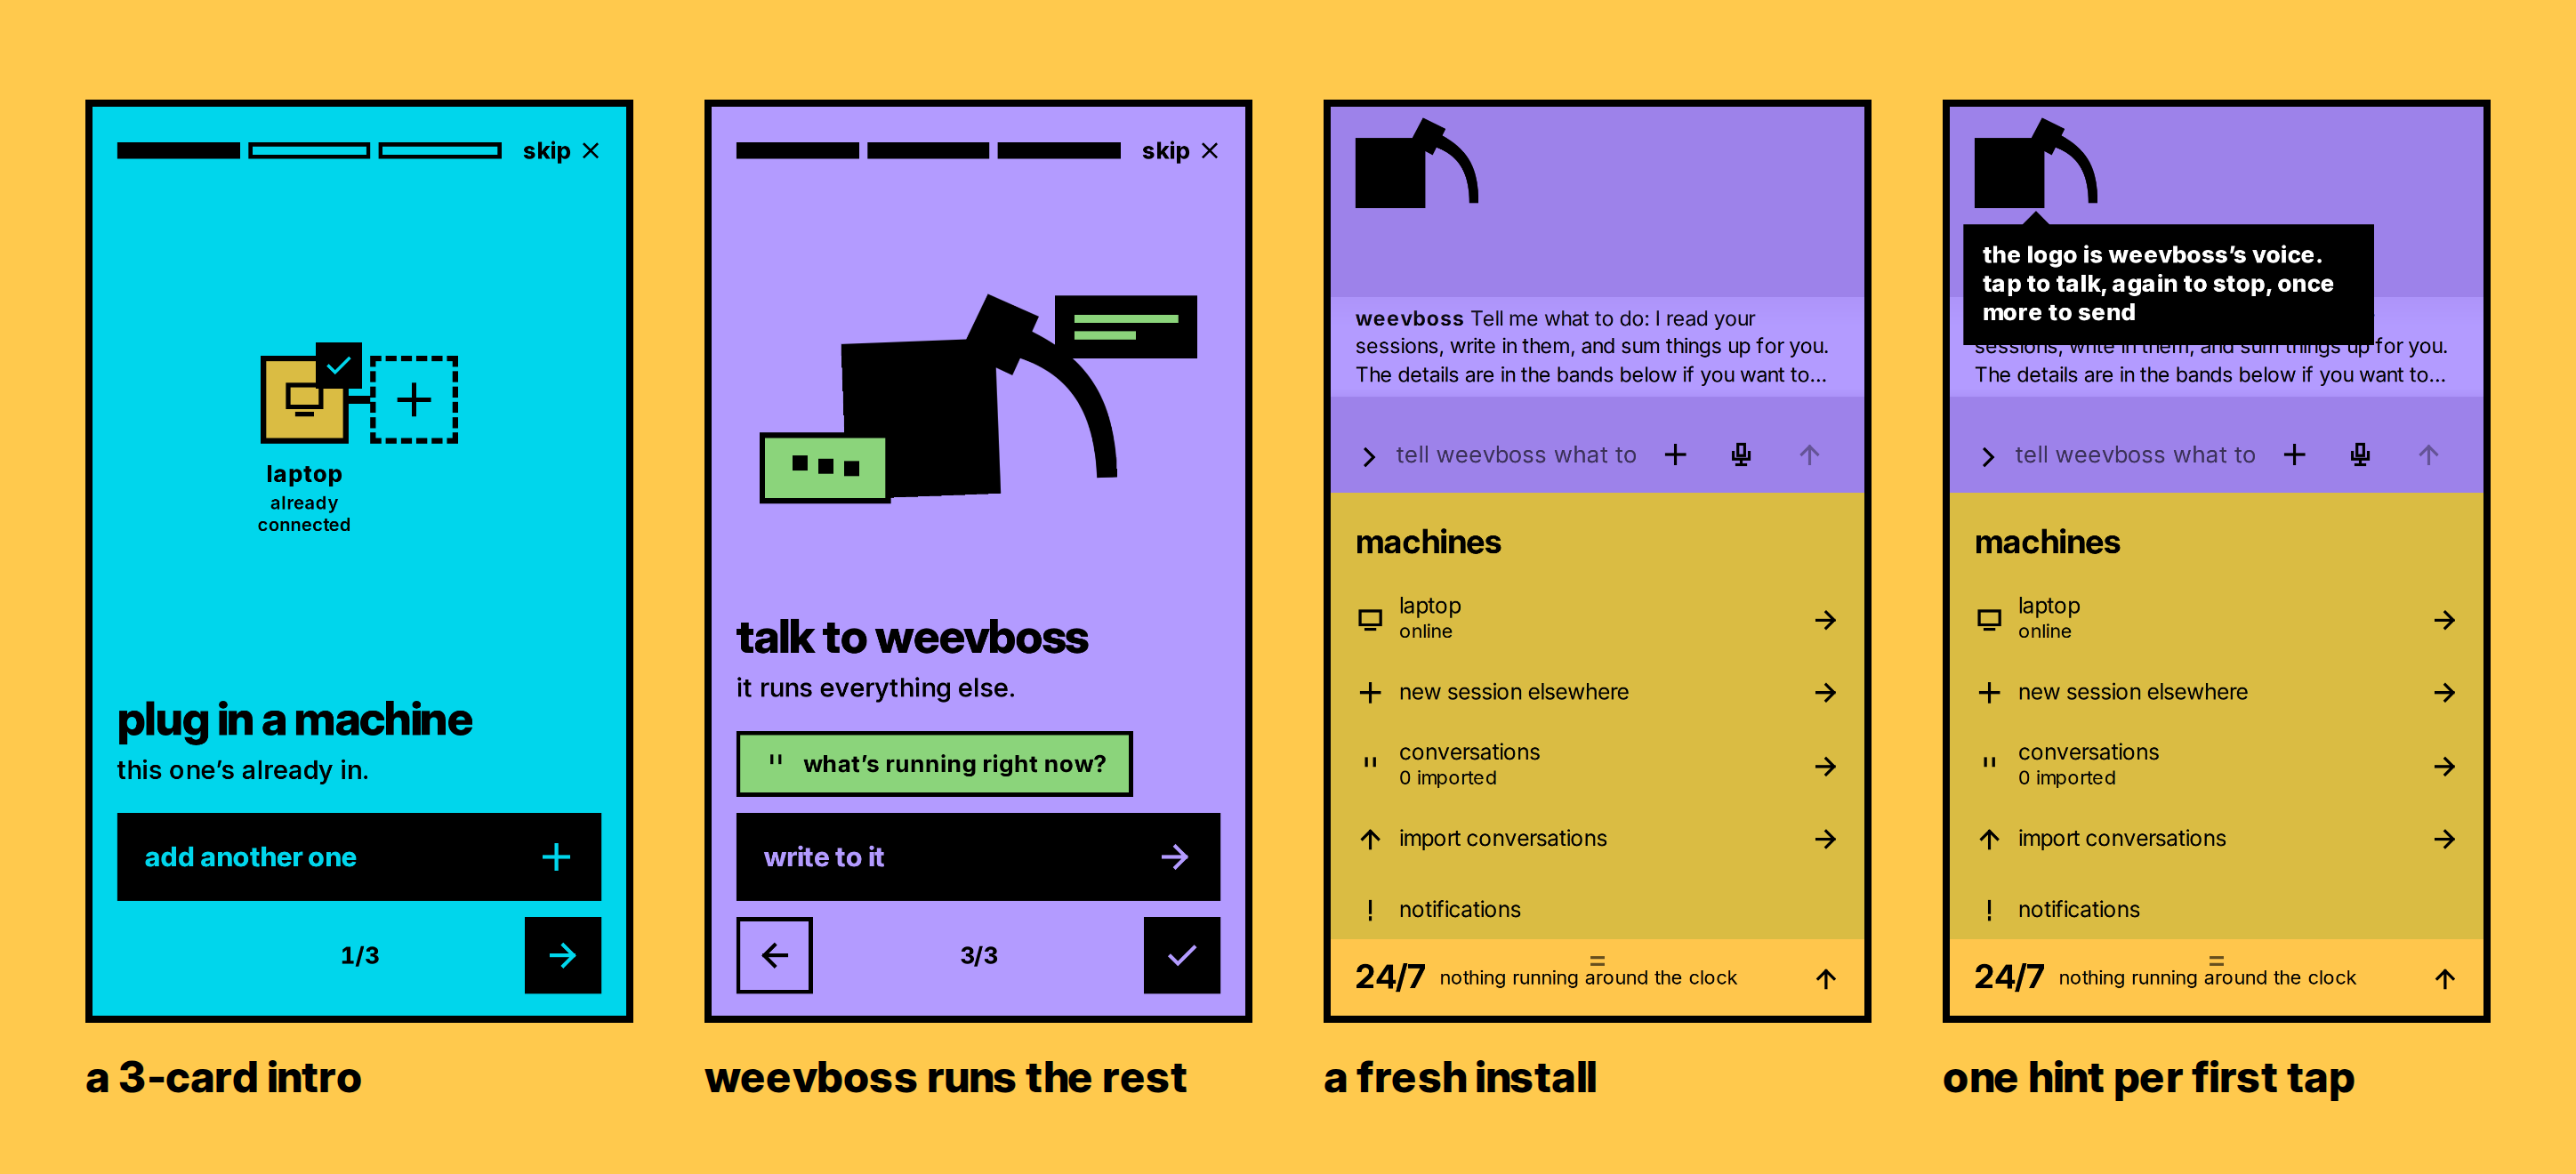 skip
laptop
already
connected
plug in a machine
this one’s already in.
add another one
1/3
a 3-card intro
skip
talk to weevboss
it runs everything else.
" what’s running right now?
write to it
3/3
weevboss runs the rest
weevboss Tell me what to do: I read your
sessions, write in them, and sum things up for you.
The details are in the bands below if you want to…
tell weevboss what to
machines
laptop
online
new session elsewhere
conversations
0 imported
import conversations
notifications
24/7 nothing running around the clock
a fresh install
the logo is weevboss’s voice.
tap to talk, again to stop, once
more to send
sessions, write in them, and sum things up for you.
The details are in the bands below if you want to…
tell weevboss what to
machines
laptop
online
new session elsewhere
conversations
0 imported
import conversations
notifications
24/7 nothing running around the clock
one hint per first tap